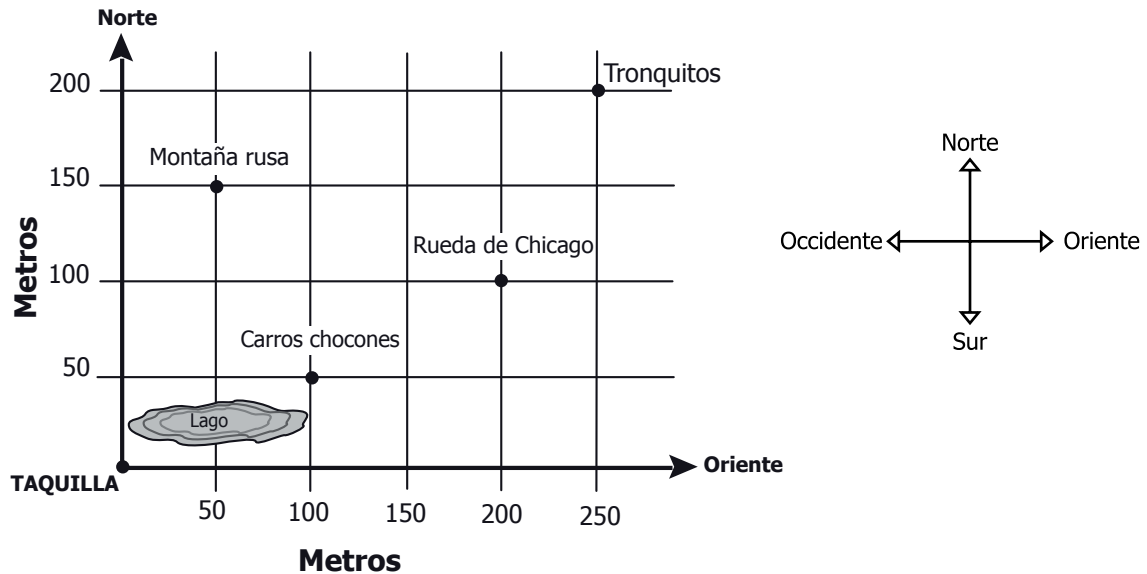 Norte
200
Tronquitos
Montaña rusa
150
Rueda de Chicago
100
Metros
Carros chocones
50
Lago
TAQUILLA
Oriente
50 100 150 200 250
Metros
Norte
Occidente Oriente
Sur